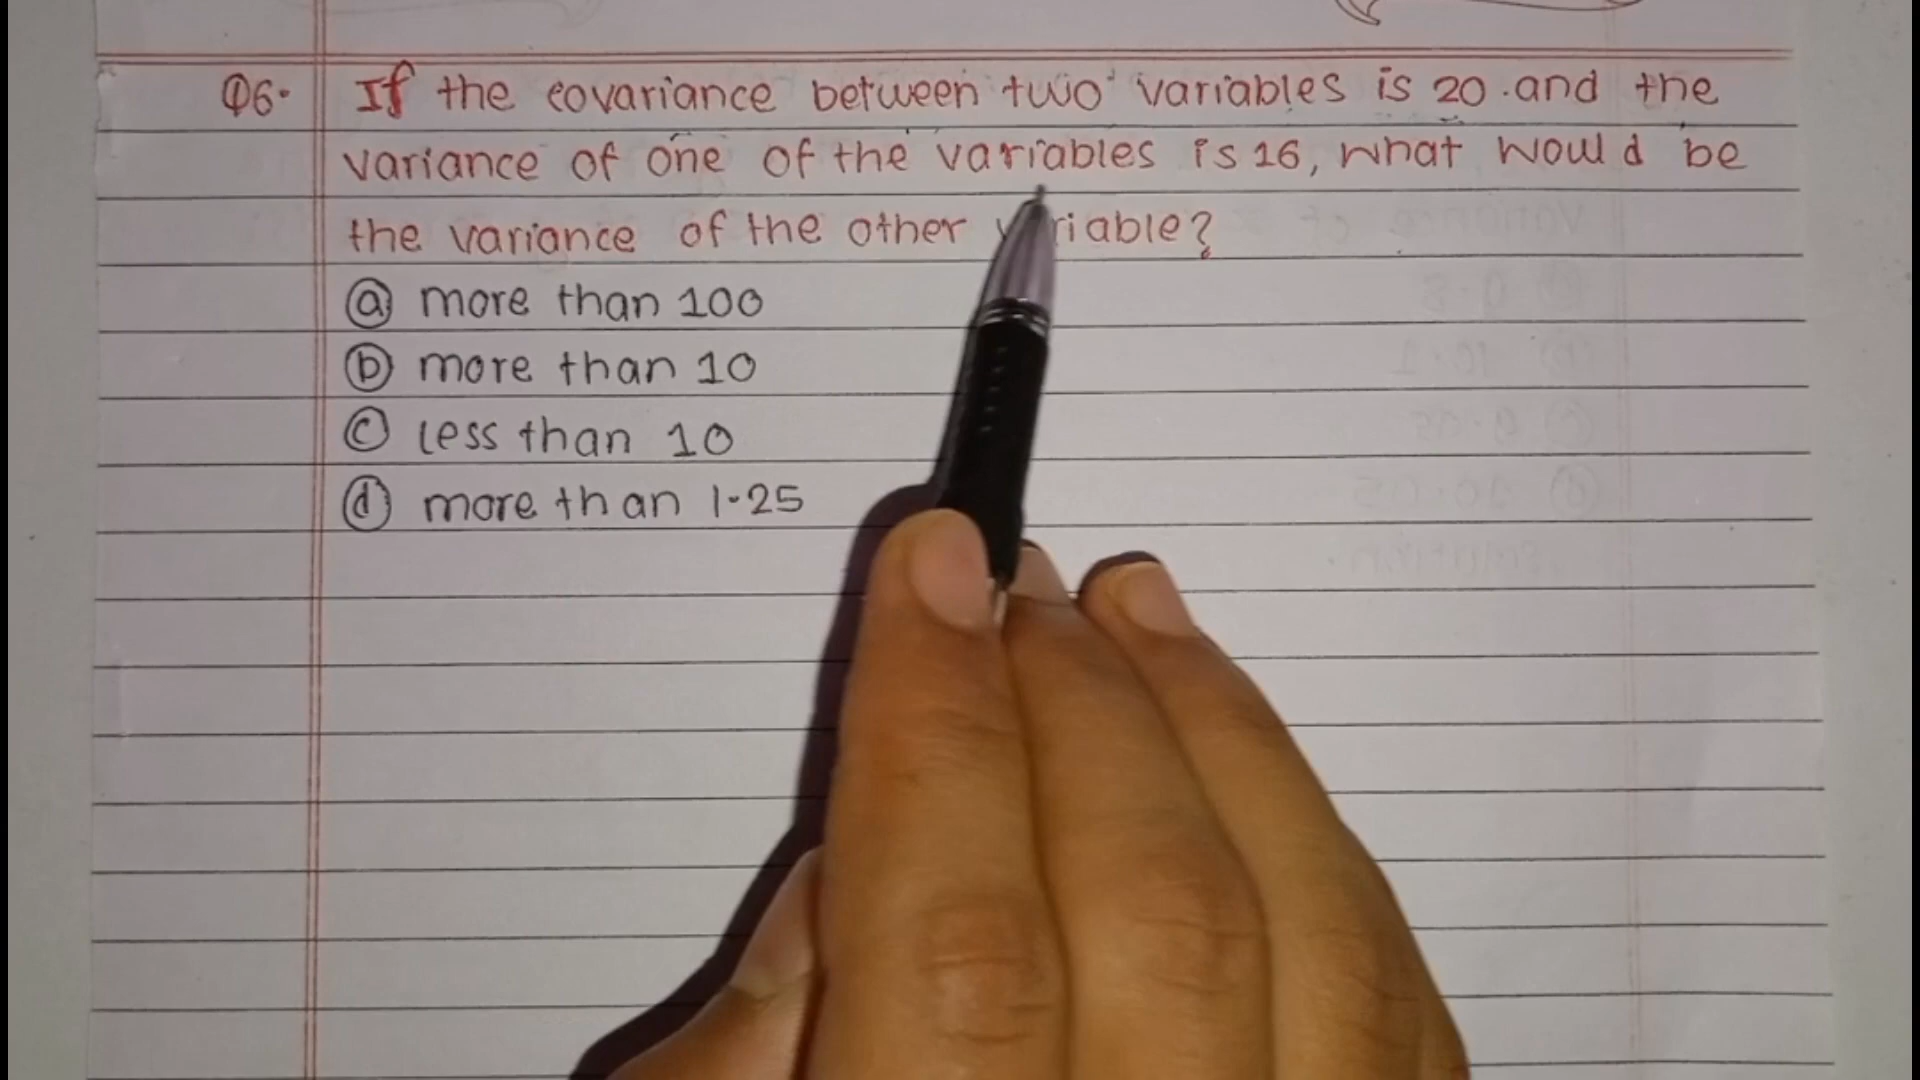 Q6. If the covariance between two variables is 20 .and the
variance of one of the variables is 16, what would be
the variance of the other variable?
ⓐ more than 100
ⓑ more than 10
ⓒ Less than 10
ⓓ more than 1.25